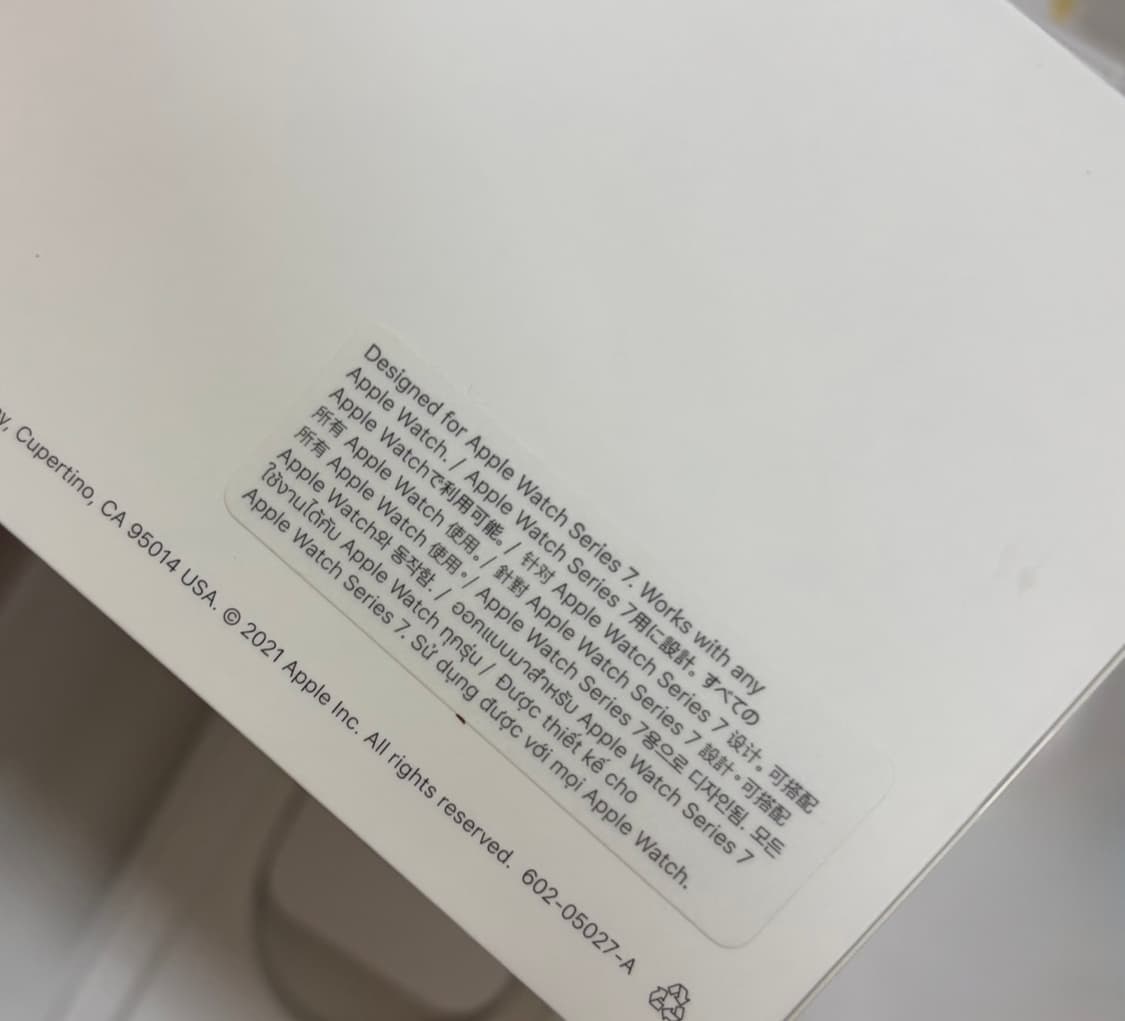 Designed for Apple Watch Series 7. Works with any
Apple Watch. / Apple Watch Series 7用に設計。すべての
Apple Watchで利用可能。/ 针对 Apple Watch Series 7 设计。可搭配
所有 Apple Watch 使用。/ 針對 Apple Watch Series 7 設計。可搭配
所有 Apple Watch 使用。/ Apple Watch Series 7용으로 디자인됨. 모든
Apple Watch와 동작함. / ออกแบบมาสำหรับ Apple Watch Series 7
ใช้งานได้กับ Apple Watch ทุกรุ่น / Được thiết kế cho
Apple Watch Series 7. Sử dụng được với mọi Apple Watch.
Cupertino, CA 95014 USA. © 2021 Apple Inc. All rights reserved. 602-05027-A